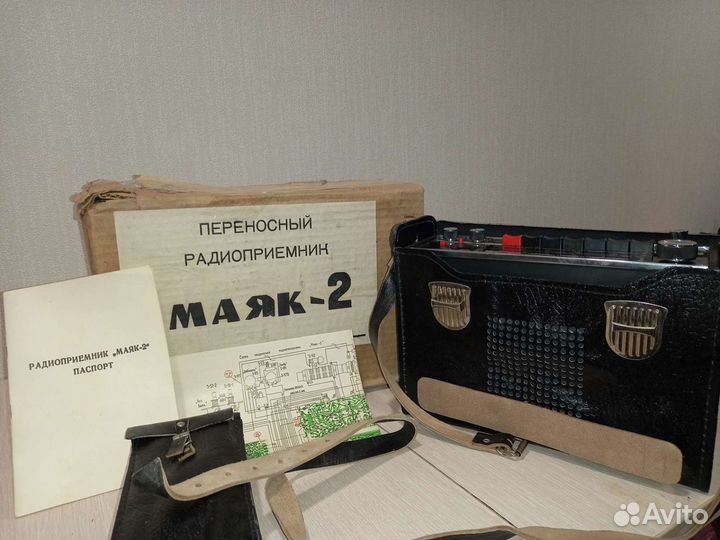 ПЕРЕНОСНЫЙ
РАДИОПРИЕМНИК
МАЯК-2
РАДИОПРИЕМНИК „МАЯК-2"
ПАСПОРТ
Avito